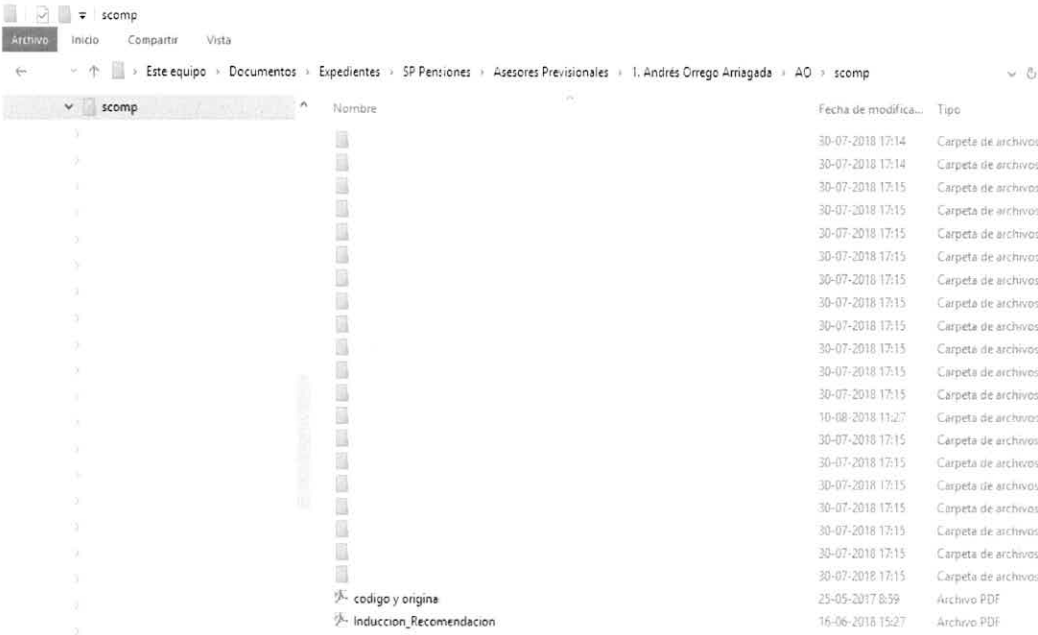 scomp
Archivo Inicio Compartir Vista
Este equipo › Documentos › Expedientes › SP Pensiones › Asesores Previsionales › 1. Andrés Orrego Arriagada › AO › scomp
scomp
Nombre Fecha de modifica... Tipo
30-07-2018 17:14 Carpeta de archivos
30-07-2018 17:14 Carpeta de archivos
30-07-2018 17:15 Carpeta de archivos
30-07-2018 17:15 Carpeta de archivos
30-07-2018 17:15 Carpeta de archivos
30-07-2018 17:15 Carpeta de archivos
30-07-2018 17:15 Carpeta de archivos
30-07-2018 17:15 Carpeta de archivos
30-07-2018 17:15 Carpeta de archivos
30-07-2018 17:15 Carpeta de archivos
30-07-2018 17:15 Carpeta de archivos
30-07-2018 17:15 Carpeta de archivos
10-08-2018 11:27 Carpeta de archivos
30-07-2018 17:15 Carpeta de archivos
30-07-2018 17:15 Carpeta de archivos
30-07-2018 17:15 Carpeta de archivos
30-07-2018 17:15 Carpeta de archivos
30-07-2018 17:15 Carpeta de archivos
30-07-2018 17:15 Carpeta de archivos
30-07-2018 17:15 Carpeta de archivos
codigo y origina 25-05-2017 8:59 Archivo PDF
Induccion_Recomendacion 16-06-2018 15:27 Archivo PDF